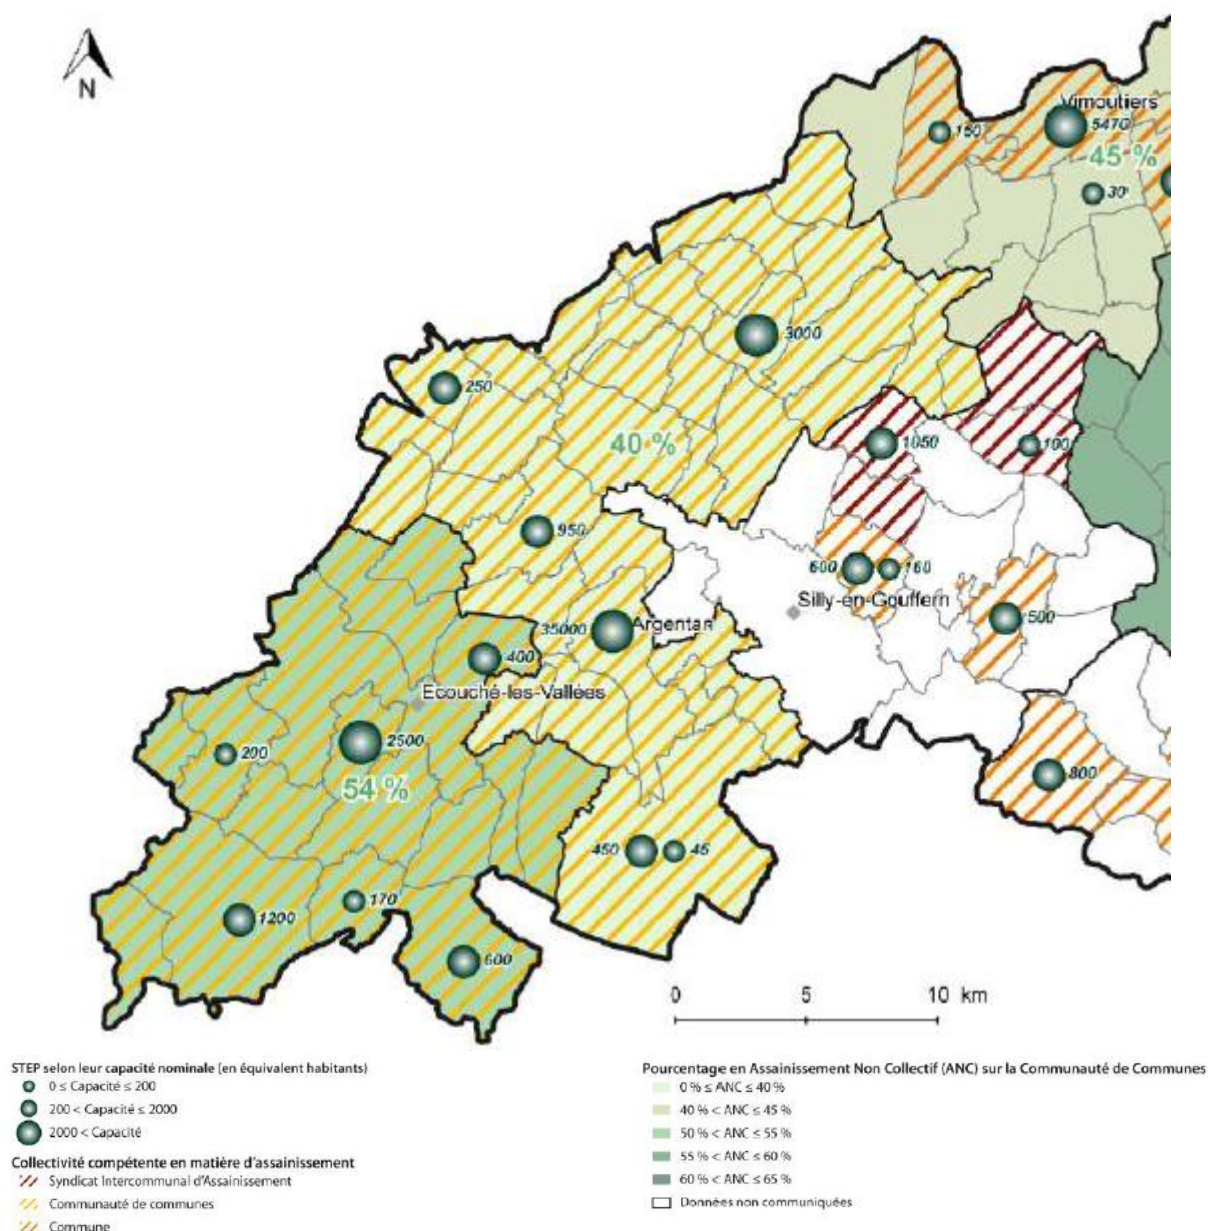 N
Vimoutiers
150
5470
45 %
30
3000
250
40 %
1050
100
950
600
160
Silly-en-Gouffern
35000
Argentan
500
400
Ecouché-les-Vallées
200
2500
54 %
800
450
45
170
1200
600
0 5 10 km
STEP selon leur capacité nominale (en équivalent habitants)
0 ≤ Capacité ≤ 200
200 < Capacité ≤ 2000
2000 < Capacité
Collectivité compétente en matière d'assainissement
Syndicat Intercommunal d'Assainissement
Communauté de communes
Commune
Pourcentage en Assainissement Non Collectif (ANC) sur la Communauté de Communes
0 % ≤ ANC ≤ 40 %
40 % < ANC ≤ 45 %
50 % < ANC ≤ 55 %
55 % < ANC ≤ 60 %
60 % < ANC ≤ 65 %
Données non communiquées